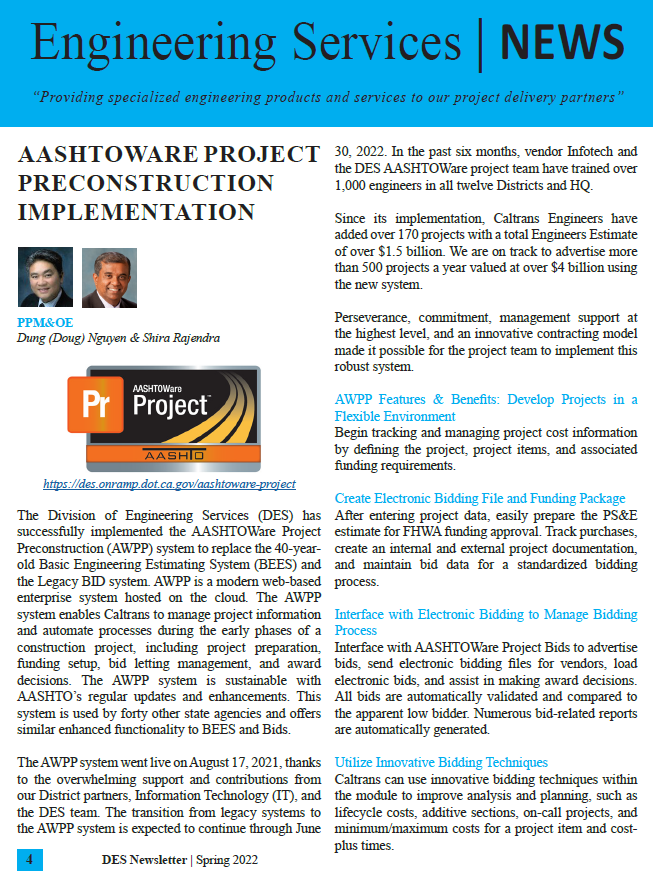 Engineering Services | NEWS
“Providing specialized engineering products and services to our project delivery partners”
AASHTOWARE PROJECT
PRECONSTRUCTION
IMPLEMENTATION
PPM&OE
Dung (Doug) Nguyen & Shira Rajendra
Pr
AASHTOWare
Project™
AASHTO
https://des.onramp.dot.ca.gov/aashtoware-project
The Division of Engineering Services (DES) has
successfully implemented the AASHTOWare Project
Preconstruction (AWPP) system to replace the 40-year-
old Basic Engineering Estimating System (BEES) and
the Legacy BID system. AWPP is a modern web-based
enterprise system hosted on the cloud. The AWPP
system enables Caltrans to manage project information
and automate processes during the early phases of a
construction project, including project preparation,
funding setup, bid letting management, and award
decisions. The AWPP system is sustainable with
AASHTO’s regular updates and enhancements. This
system is used by forty other state agencies and offers
similar enhanced functionality to BEES and Bids.
The AWPP system went live on August 17, 2021, thanks
to the overwhelming support and contributions from
our District partners, Information Technology (IT), and
the DES team. The transition from legacy systems to
the AWPP system is expected to continue through June
30, 2022. In the past six months, vendor Infotech and
the DES AASHTOWare project team have trained over
1,000 engineers in all twelve Districts and HQ.
Since its implementation, Caltrans Engineers have
added over 170 projects with a total Engineers Estimate
of over $1.5 billion. We are on track to advertise more
than 500 projects a year valued at over $4 billion using
the new system.
Perseverance, commitment, management support at
the highest level, and an innovative contracting model
made it possible for the project team to implement this
robust system.
AWPP Features & Benefits: Develop Projects in a
Flexible Environment
Begin tracking and managing project cost information
by defining the project, project items, and associated
funding requirements.
Create Electronic Bidding File and Funding Package
After entering project data, easily prepare the PS&E
estimate for FHWA funding approval. Track purchases,
create an internal and external project documentation,
and maintain bid data for a standardized bidding
process.
Interface with Electronic Bidding to Manage Bidding
Process
Interface with AASHTOWare Project Bids to advertise
bids, send electronic bidding files for vendors, load
electronic bids, and assist in making award decisions.
All bids are automatically validated and compared to
the apparent low bidder. Numerous bid-related reports
are automatically generated.
Utilize Innovative Bidding Techniques
Caltrans can use innovative bidding techniques within
the module to improve analysis and planning, such as
lifecycle costs, additive sections, on-call projects, and
minimum/maximum costs for a project item and cost-
plus times.
4 DES Newsletter | Spring 2022